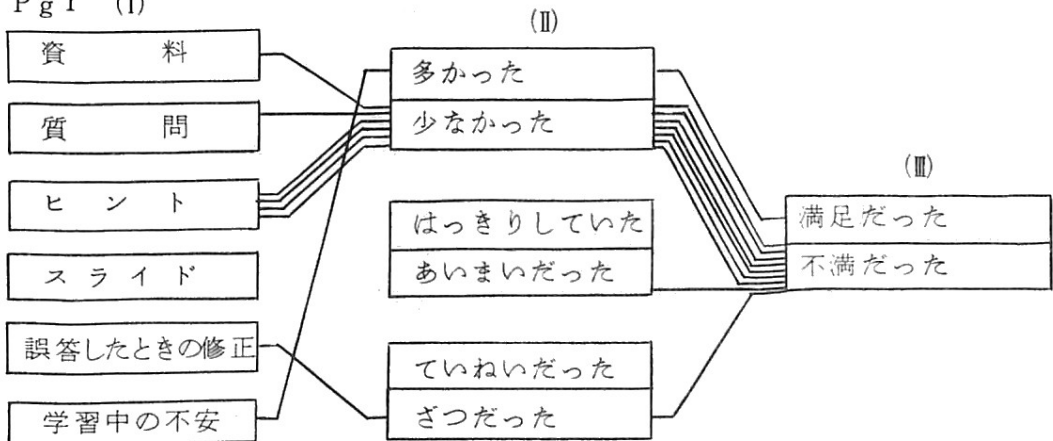 Pgr (Ⅰ)
(Ⅱ)
(Ⅲ)
資料
質問
ヒント
スライド
誤答したときの修正
学習中の不安
多かった
少なかった
はっきりしていた
あいまいだった
ていねいだった
ざつだった
満足だった
不満だった